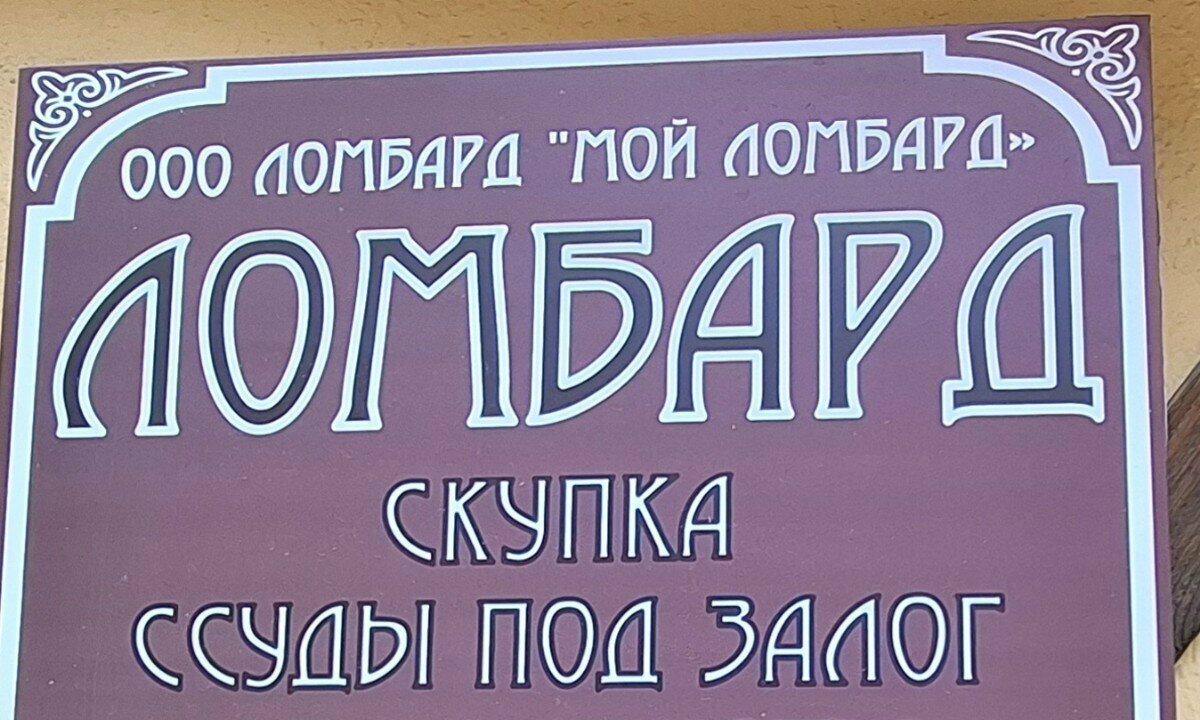 ООО ЛОМБАРД "МОЙ ЛОМБАРД»
ЛОМБАРД
СКУПКА
ССУДЫ ПОД ЗАЛОГ